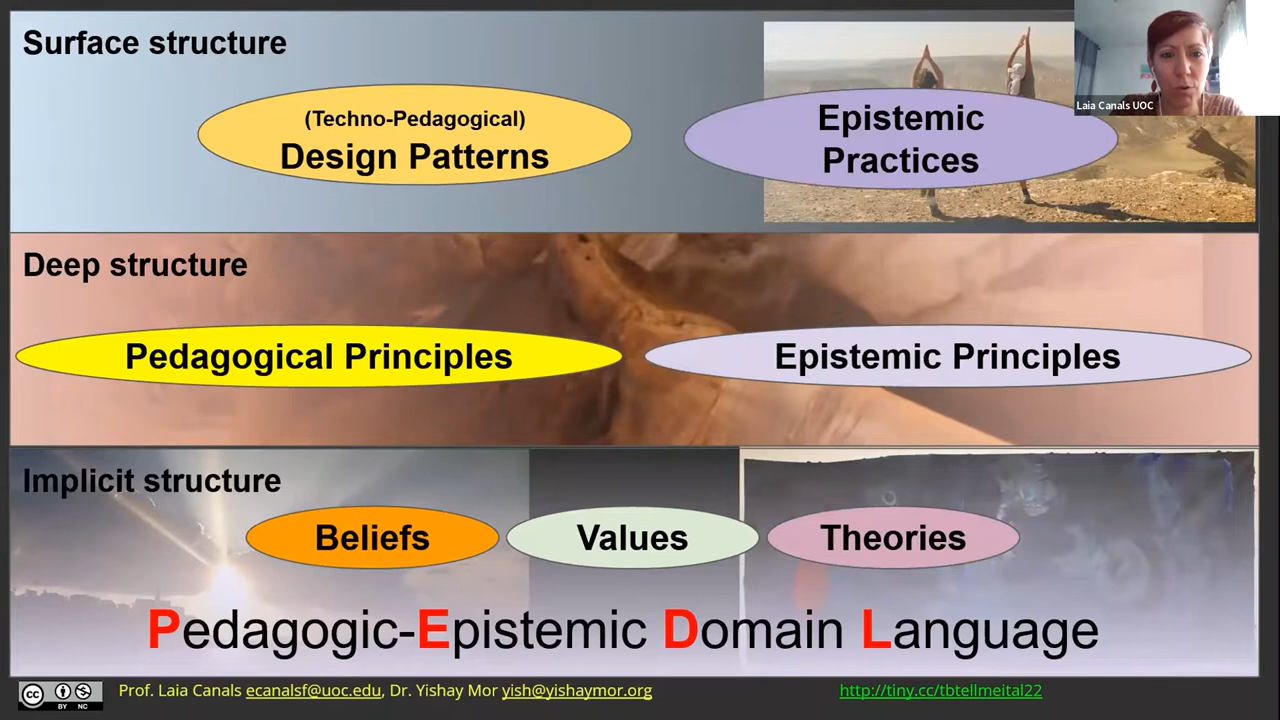 Surface structure
(Techno-Pedagogical)
Design Patterns
Epistemic
Practices
Laia Canals UOC
Deep structure
Pedagogical Principles
Epistemic Principles
Implicit structure
Beliefs
Values
Theories
Pedagogic-Epistemic Domain Language
cc
BY NC
Prof. Laia Canals ecanalsf@uoc.edu, Dr. Yishay Mor yish@yishaymor.org
http://tiny.cc/tbtellmeital22